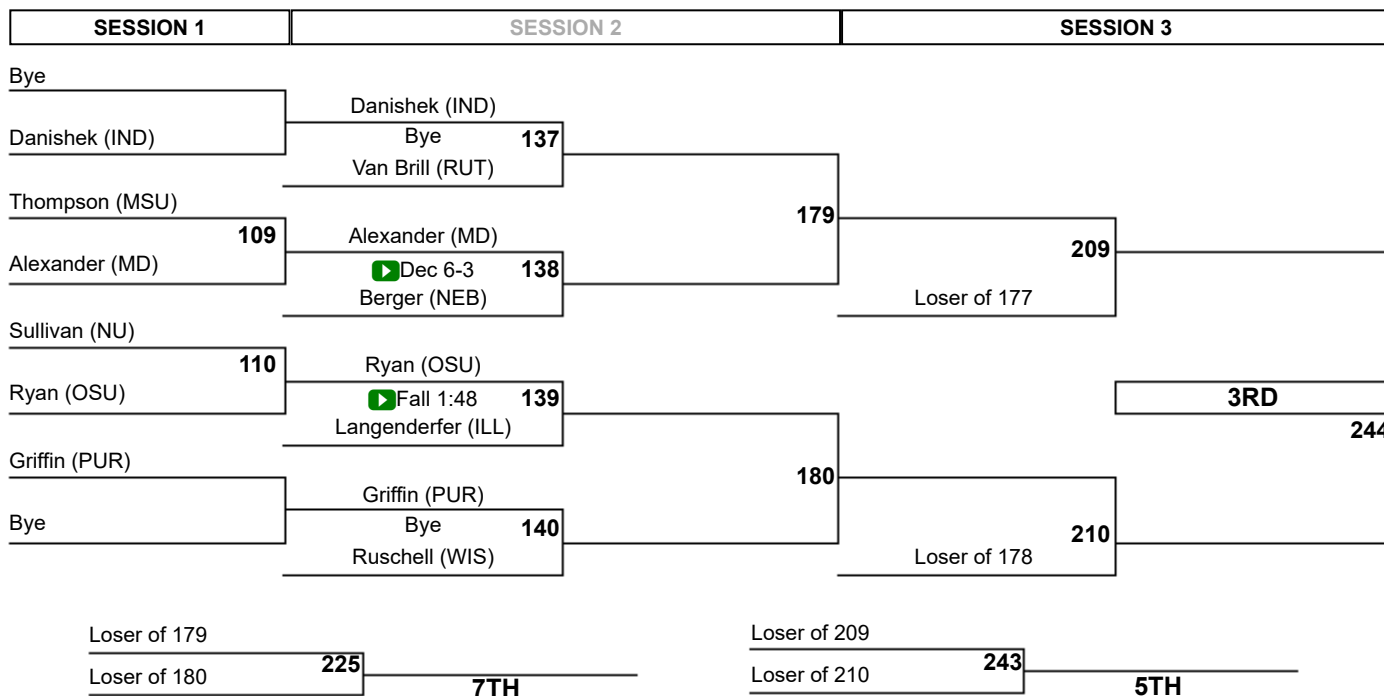 SESSION 1
SESSION 2
SESSION 3
Bye
Danishek (IND)
Thompson (MSU)
109
Alexander (MD)
Sullivan (NU)
110
Ryan (OSU)
Griffin (PUR)
Bye
Danishek (IND)
Bye
137
Van Brill (RUT)
Alexander (MD)
Dec 6-3
138
Berger (NEB)
Ryan (OSU)
Fall 1:48
139
Langenderfer (ILL)
Griffin (PUR)
Bye
140
Ruschell (WIS)
179
180
209
Loser of 177
210
Loser of 178
3RD
244
Loser of 179
225
Loser of 180
7TH
Loser of 209
243
Loser of 210
5TH